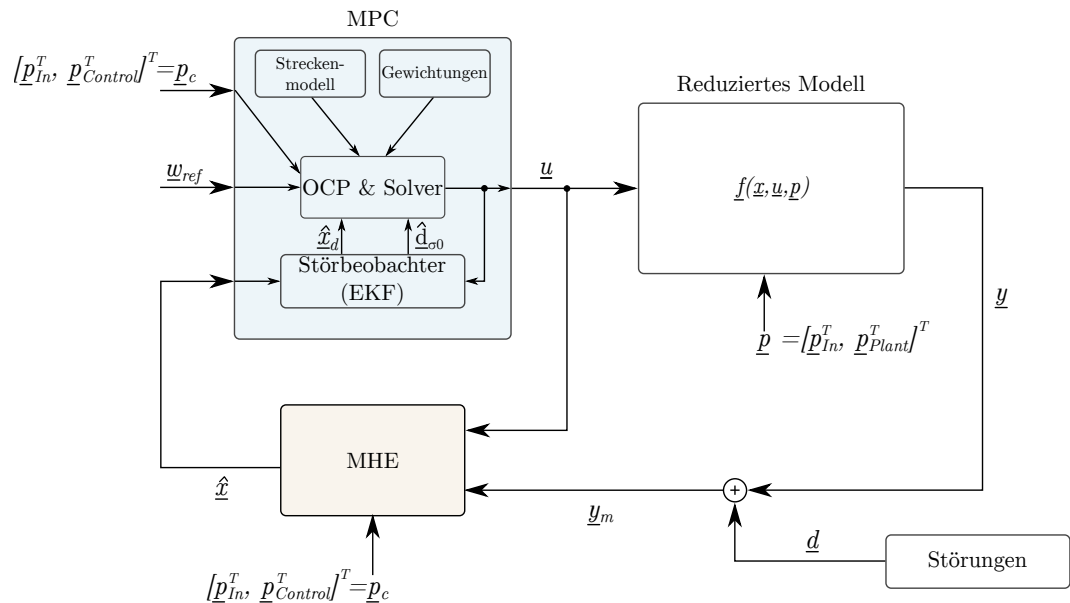 MPC
[p_In^T, p_Control^T]^T=p_c
Strecken-
modell
Gewichtungen
Reduziertes Modell
w_ref
OCP & Solver
u
f(x,u,p)
x̂_d
d̂_σ0
Störbeobachter
(EKF)
y
p =[p_In^T, p_Plant^T]^T
MHE
x̂
y_m
+
d
Störungen
[p_In^T, p_Control^T]^T=p_c